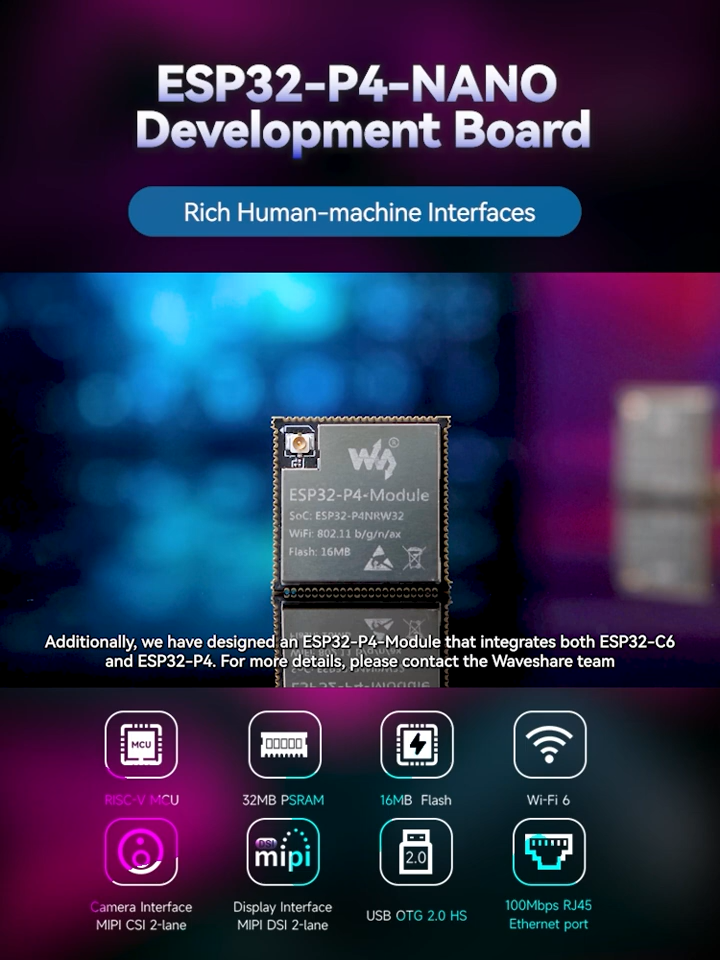 ESP32-P4-NANO
Development Board
Rich Human-machine Interfaces
W
®
ESP32-P4-Module
SoC: ESP32-P4NRW32
WiFi: 802.11 b/g/n/ax
Flash: 16MB
Additionally, we have designed an ESP32-P4-Module that integrates both ESP32-C6
and ESP32-P4. For more details, please contact the Waveshare team
MCU
RISC-V MCU
32MB PSRAM
16MB Flash
Wi-Fi 6
DSI
mipi
2.0
Camera Interface
MIPI CSI 2-lane
Display Interface
MIPI DSI 2-lane
USB OTG 2.0 HS
100Mbps RJ45
Ethernet port